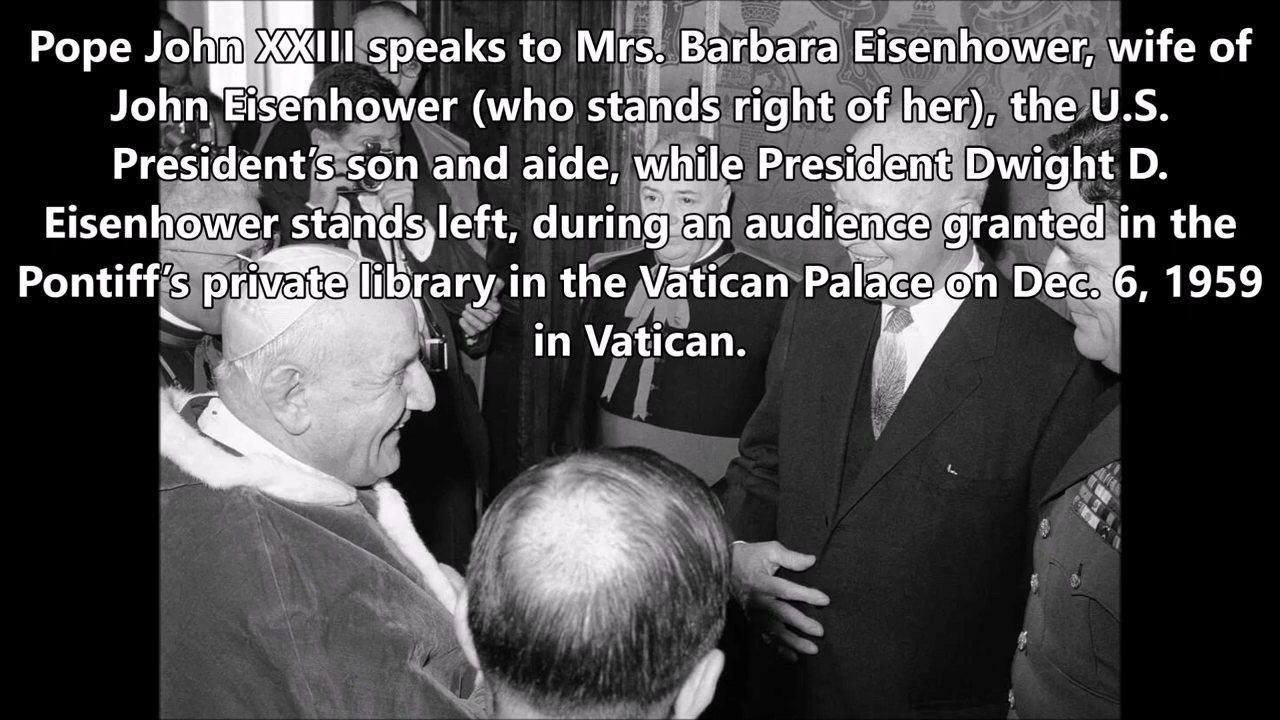 Pope John XXIII speaks to Mrs. Barbara Eisenhower, wife of
John Eisenhower (who stands right of her), the U.S.
President’s son and aide, while President Dwight D.
Eisenhower stands left, during an audience granted in the
Pontiff’s private library in the Vatican Palace on Dec. 6, 1959
in Vatican.